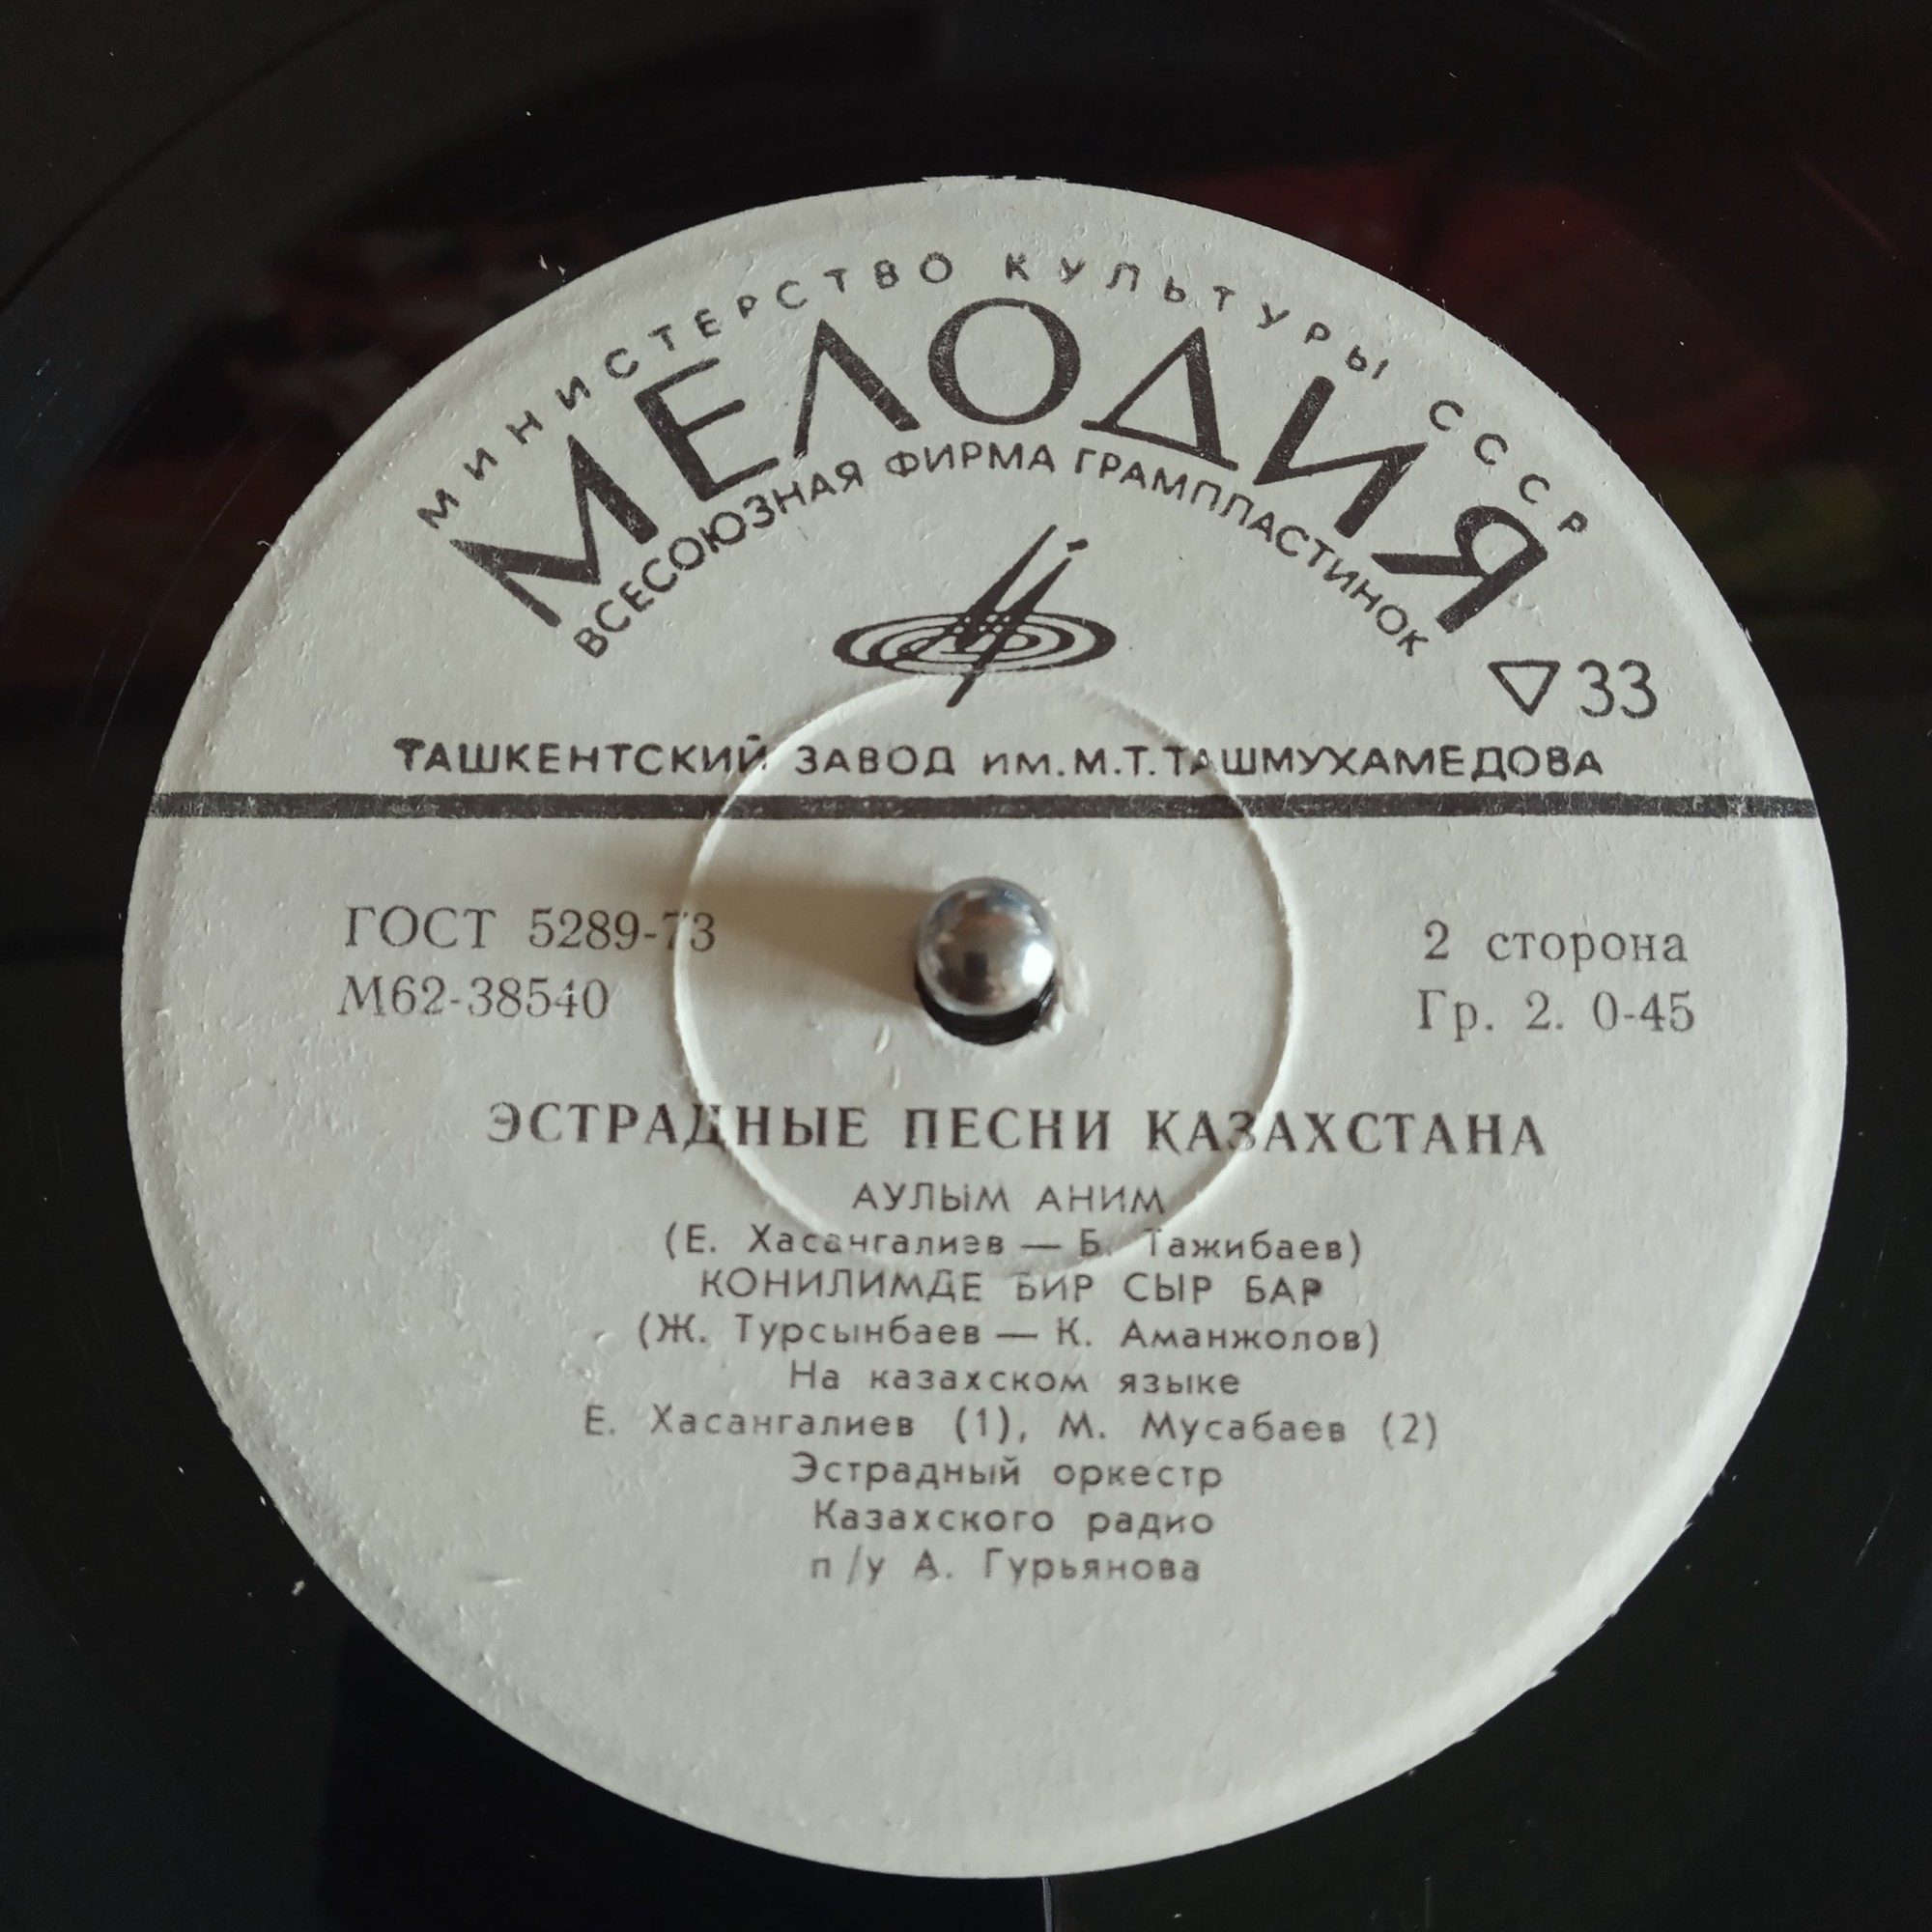 МИНИСТЕРСТВО КУЛЬТУРЫ СССР
МЕЛОДИЯ
ВСЕСОЮЗНАЯ ФИРМА ГРАМПЛАСТИНОК
33
ТАШКЕНТСКИЙ ЗАВОД им. М.Т. ТАШМУХАМЕДОВА
ГОСТ 5289-73
М62-38540
2 сторона
Гр. 2. 0-45
ЭСТРАДНЫЕ ПЕСНИ КАЗАХСТАНА
АУЛЫМ АНИМ
(Е. Хасангалиев — Б. Тажибаев)
КОНИЛИМДЕ БИР СЫР БАР
(Ж. Турсынбаев — К. Аманжолов)
На казахском языке
Е. Хасангалиев (1), М. Мусабаев (2)
Эстрадный оркестр
Казахского радио
п/у А. Гурьянова